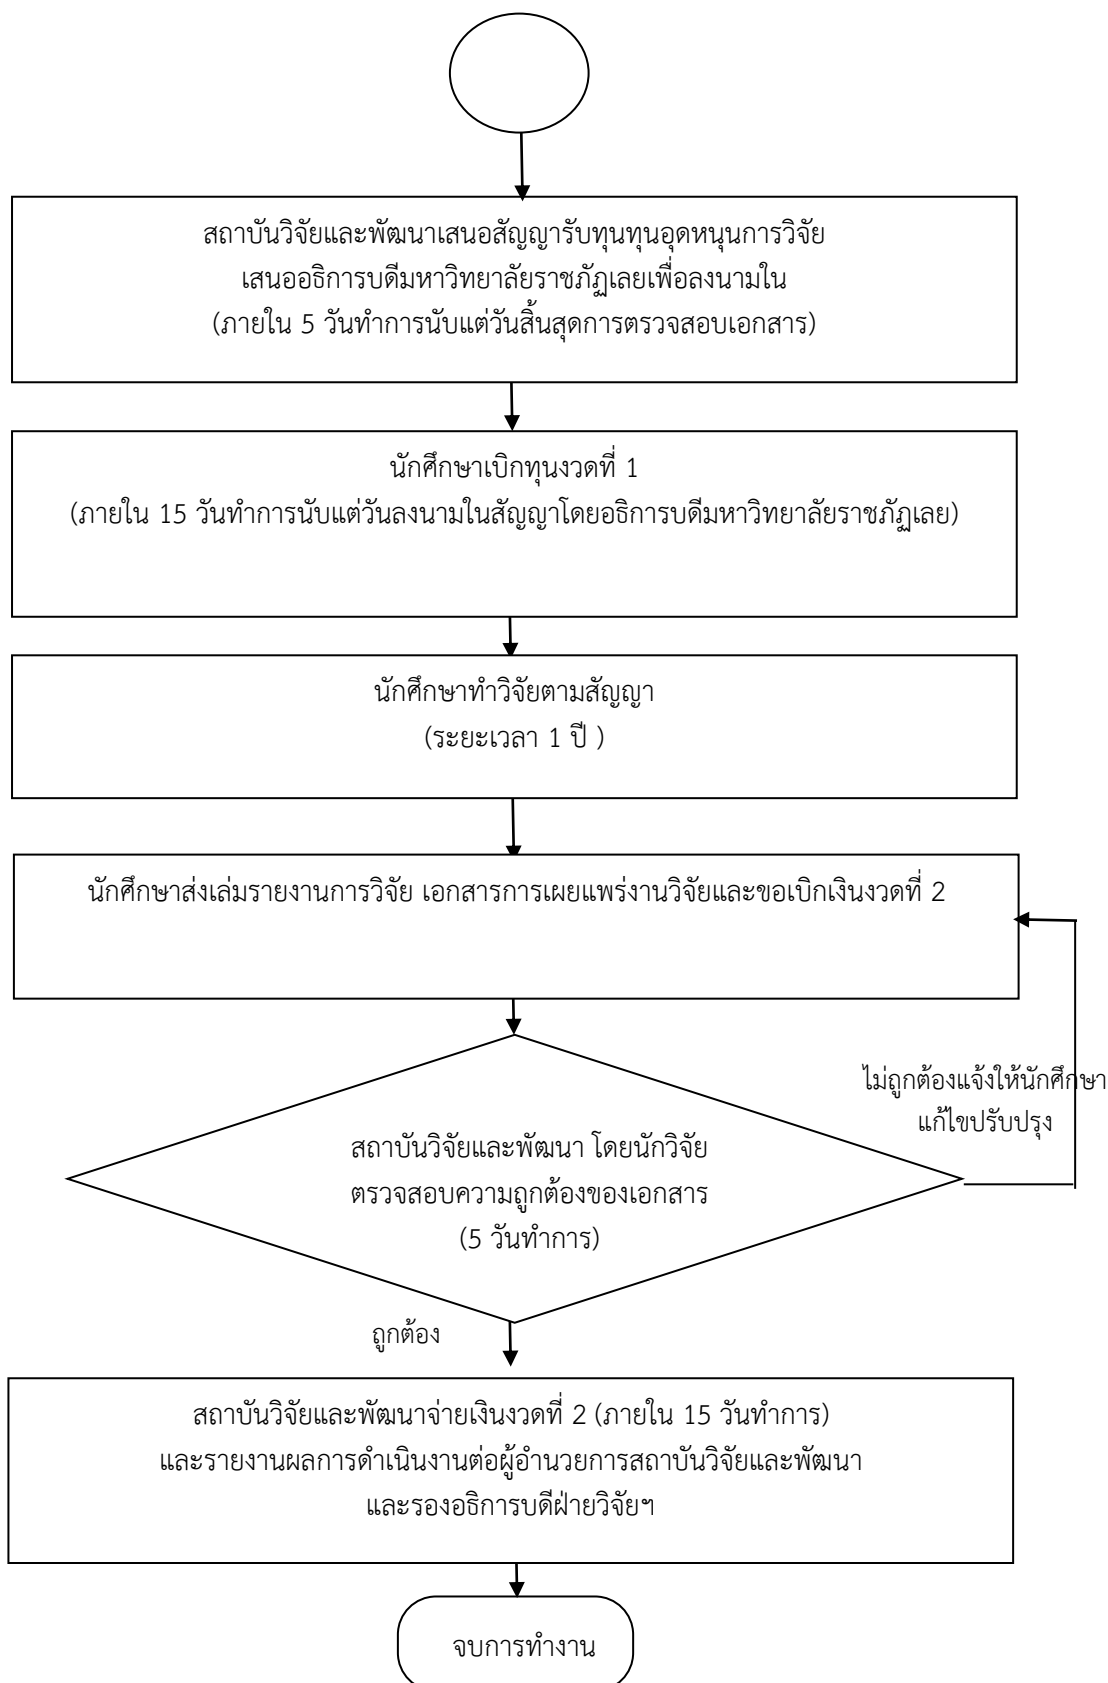 สถาบันวิจัยและพัฒนาเสนอสัญญารับทุนทุนอุดหนุนการวิจัย
เสนออธิการบดีมหาวิทยาลัยราชภัฏเลยเพื่อลงนามใน
(ภายใน 5 วันทำการนับแต่วันสิ้นสุดการตรวจสอบเอกสาร)
นักศึกษาเบิกทุนงวดที่ 1
(ภายใน 15 วันทำการนับแต่วันลงนามในสัญญาโดยอธิการบดีมหาวิทยาลัยราชภัฏเลย)
นักศึกษาทำวิจัยตามสัญญา
(ระยะเวลา 1 ปี )
นักศึกษาส่งเล่มรายงานการวิจัย เอกสารการเผยแพร่งานวิจัยและขอเบิกเงินงวดที่ 2
ไม่ถูกต้องแจ้งให้นักศึกษา
แก้ไขปรับปรุง
สถาบันวิจัยและพัฒนา โดยนักวิจัย
ตรวจสอบความถูกต้องของเอกสาร
(5 วันทำการ)
ถูกต้อง
สถาบันวิจัยและพัฒนาจ่ายเงินงวดที่ 2 (ภายใน 15 วันทำการ)
และรายงานผลการดำเนินงานต่อผู้อำนวยการสถาบันวิจัยและพัฒนา
และรองอธิการบดีฝ่ายวิจัยฯ
จบการทำงาน